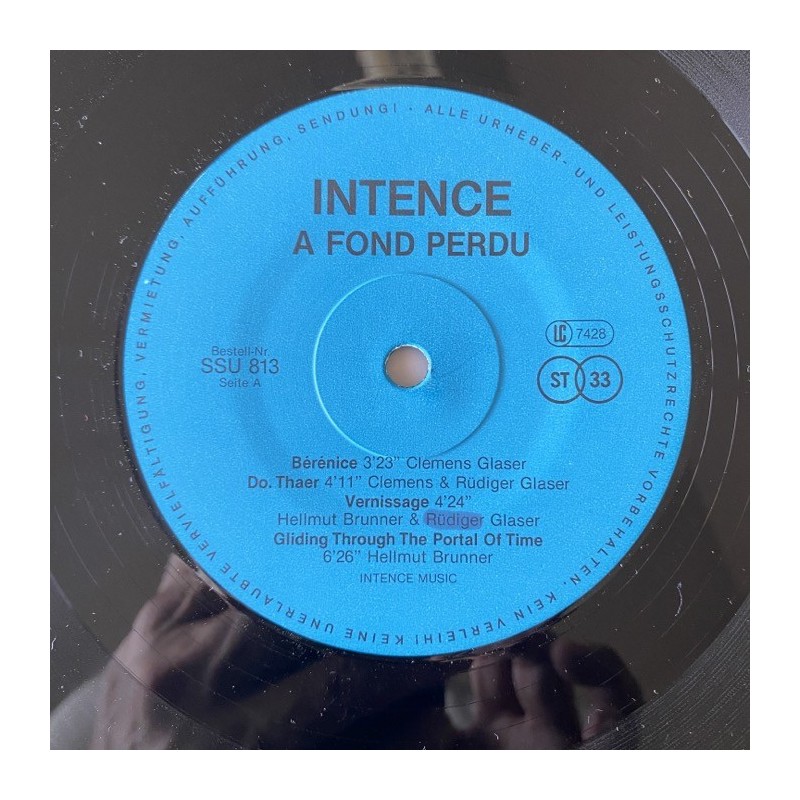 ALLE URHEBER- UND LEISTUNGSSCHUTZRECHTE VORBEHALTEN. KEIN VERLEIH! KEINE UNERLAUBTE VERVIELFÄLTIGUNG, VERMIETUNG, AUFFÜHRUNG, SENDUNG! ·
INTENCE
A FOND PERDU
LC 7428
Bestell-Nr.
SSU 813
Seite A
ST 33
Bérénice 3'23" Clemens Glaser
Do. Thaer 4'11" Clemens & Rüdiger Glaser
Vernissage 4'24"
Hellmut Brunner & Rüdiger Glaser
Gliding Through The Portal Of Time
6'26" Hellmut Brunner
INTENCE MUSIC